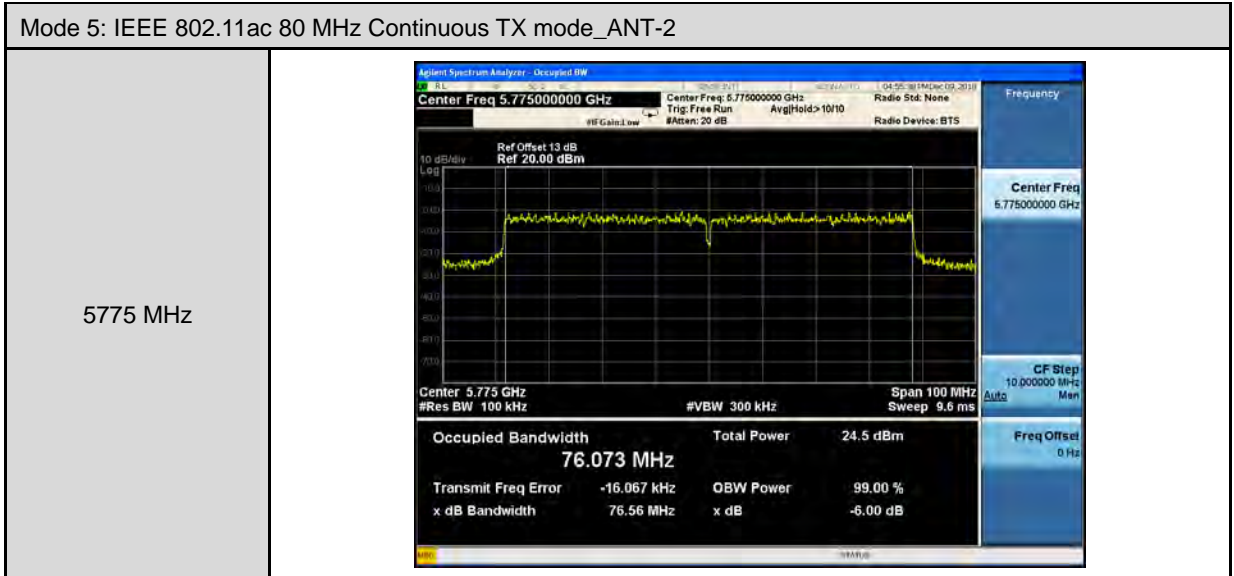 Mode 5: IEEE 802.11ac 80 MHz Continuous TX mode_ANT-2
5775 MHz
Agilent Spectrum Analyzer - Occupied BW
RL
Center Freq 5.775000000 GHz
#IFGain:Low
Center Freq: 5.775000000 GHz
Trig: Free Run Avg|Hold:>10/10
#Atten: 20 dB
Radio Std: None
Radio Device: BTS
Frequency
Ref Offset 13 dB
10 dB/div Ref 20.00 dBm
Log
Center Freq
5.775000000 GHz
Center 5.775 GHz Span 100 MHz
#Res BW 100 kHz #VBW 300 kHz Sweep 9.6 ms
CF Step
10.000000 MHz
Auto Man
Occupied Bandwidth Total Power 24.5 dBm
76.073 MHz
Transmit Freq Error -16.067 kHz OBW Power 99.00 %
x dB Bandwidth 76.56 MHz x dB -6.00 dB
Freq Offset
0 Hz
MSG STATUS